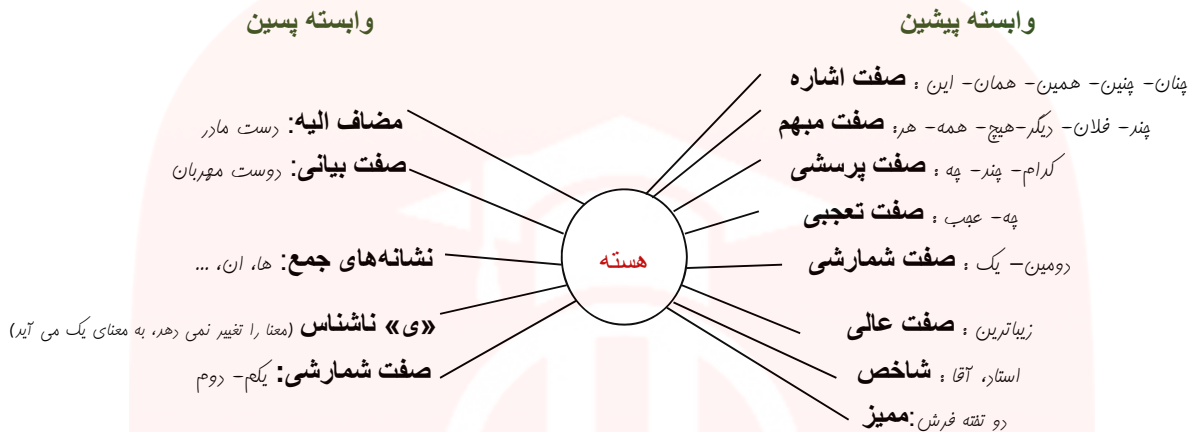 وابسته پیشین
صفت اشاره : چنان- چنین- همین- همان- این
صفت مبهم : چند- فلان- دیگر-هیچ- همه- هر
صفت پرسشی : کدام- چند- چه
صفت تعجبی : چه- عجب
صفت شمارشی : دومین- یک
صفت عالی : زیباترین
شاخص : استاد، آقا
ممیز: دو تخته فرش
هسته
وابسته پسین
مضاف الیه: دست مادر
صفت بیانی: دوست مهربان
نشانه‌های جمع: ها، ان، ...
«ی» ناشناس (معنا را تغییر نمی دهد، به معنای یک می آید)
صفت شمارشی: یکم- دوم